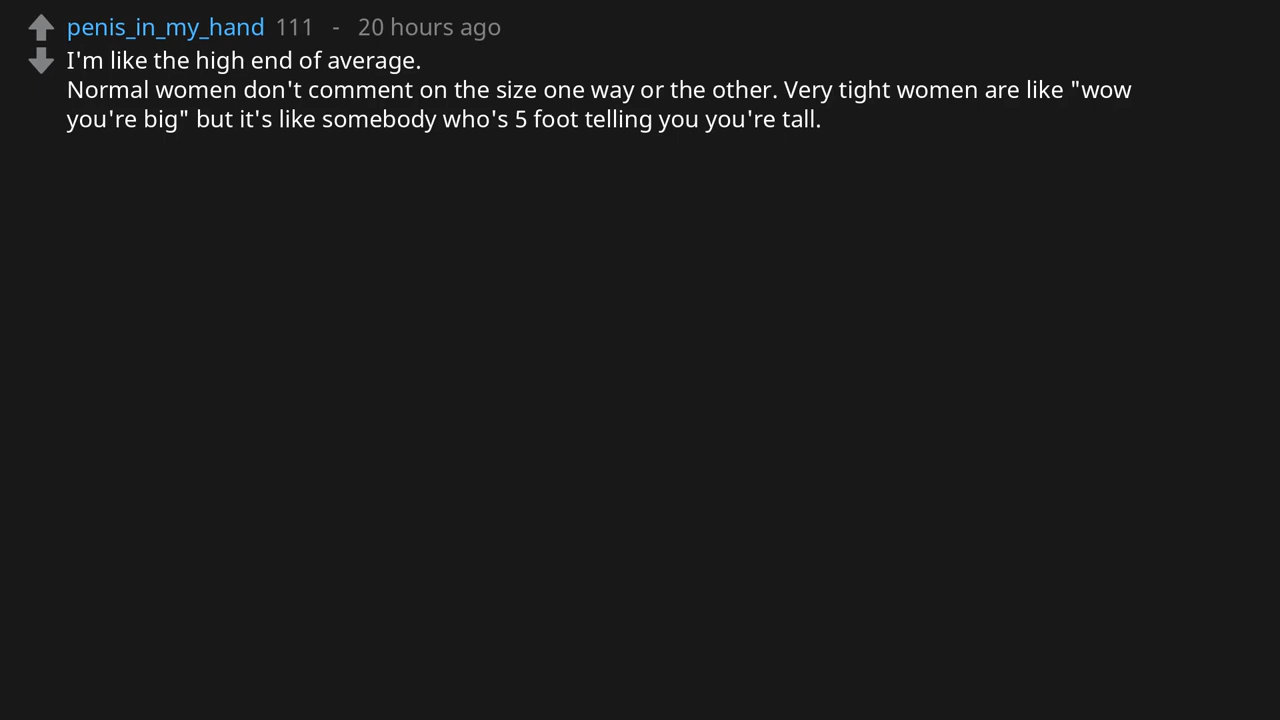 penis_in_my_hand 111 - 20 hours ago
I'm like the high end of average.
Normal women don't comment on the size one way or the other. Very tight women are like "wow
you're big" but it's like somebody who's 5 foot telling you you're tall.